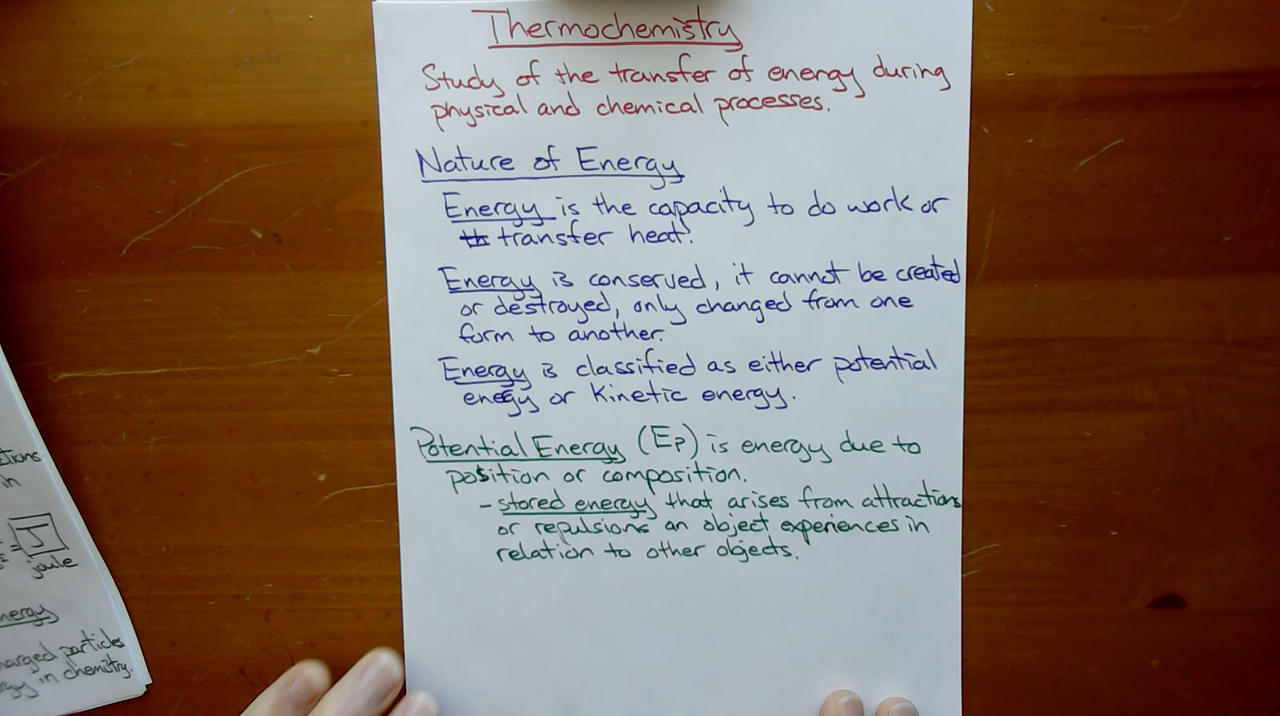 Thermochemistry
Study of the transfer of energy during
physical and chemical processes.
Nature of Energy
Energy is the capacity to do work or
transfer heat.
Energy is conserved, it cannot be created
or destroyed, only changed from one
form to another.
Energy is classified as either potential
energy or kinetic energy.
Potential Energy (Ep) is energy due to
position or composition.
- stored energy that arises from attractions
or repulsions an object experiences in
relation to other objects.
= J
joule
particles
in chemistry.